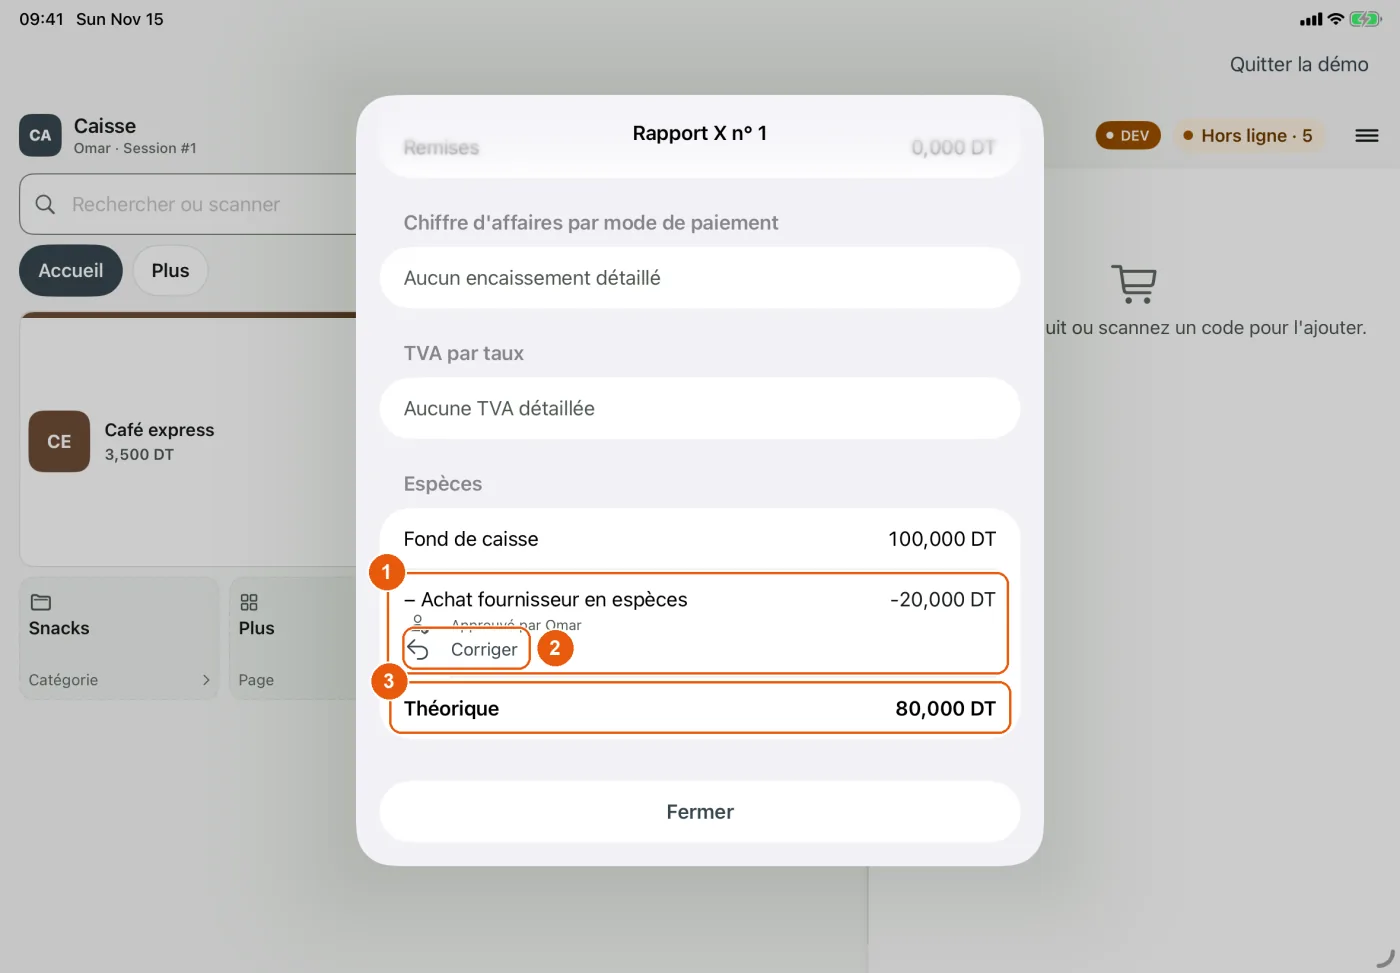 09:41 Sun Nov 15
Quitter la démo
CA
Caisse
Omar · Session #1
DEV
Hors ligne · 5
Rechercher ou scanner
Accueil
Plus
CE
Café express
3,500 DT
Snacks
Catégorie
Plus
Page
uit ou scannez un code pour l'ajouter.
Rapport X n° 1
Remises 0,000 DT
Chiffre d'affaires par mode de paiement
Aucun encaissement détaillé
TVA par taux
Aucune TVA détaillée
Espèces
Fond de caisse 100,000 DT
1
– Achat fournisseur en espèces -20,000 DT
Approuvé par Omar
Corriger
2
3
Théorique 80,000 DT
Fermer